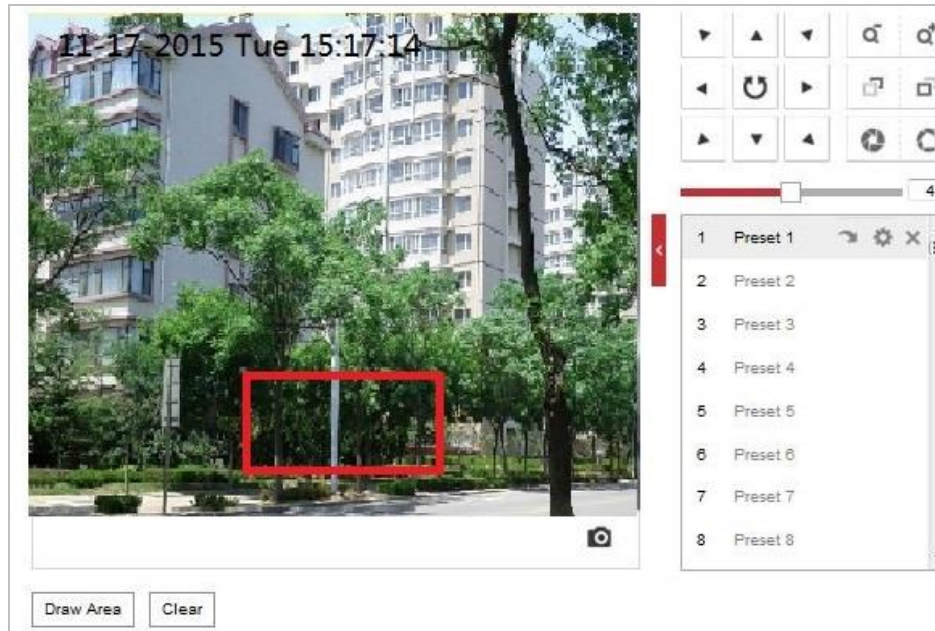 11-17-2015 Tue 15:17:14
4
1 Preset 1
2 Preset 2
3 Preset 3
4 Preset 4
5 Preset 5
6 Preset 6
7 Preset 7
8 Preset 8
Draw Area Clear